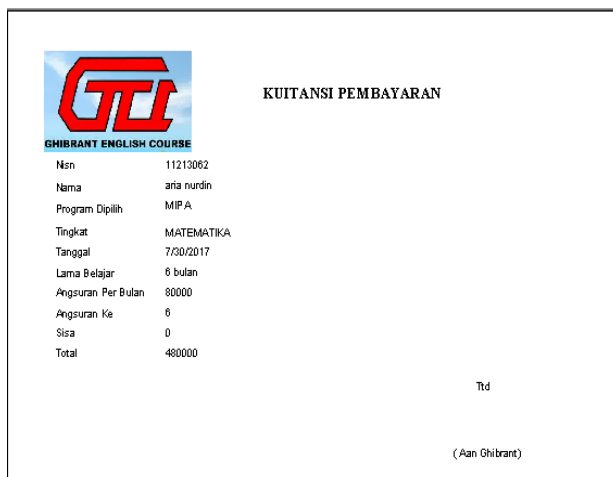 GTCI
GHIBRANT ENGLISH COURSE
KUITANSI PEMBAYARAN
Nisn 11213062
Nama aria nurdin
Program Dipilih MIPA
Tingkat MATEMATIKA
Tanggal 7/30/2017
Lama Belajar 6 bulan
Angsuran Per Bulan 80000
Angsuran Ke 6
Sisa 0
Total 480000
Ttd
( Aan Ghibrant)